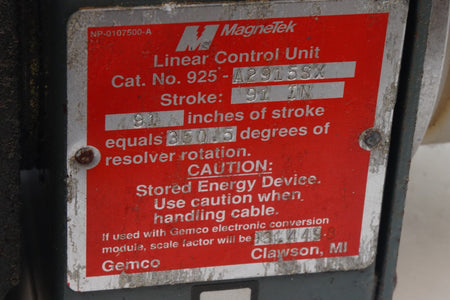 NP-0107500-A
MagneTek
Linear Control Unit
Cat. No. 925-A2915SX
Stroke: 91 IN
91 inches of stroke
equals 350.5 degrees of
resolver rotation.
CAUTION:
Stored Energy Device.
Use caution when
handling cable.
If used with Gemco electronic conversion
module, scale factor will be
Gemco Clawson, MI